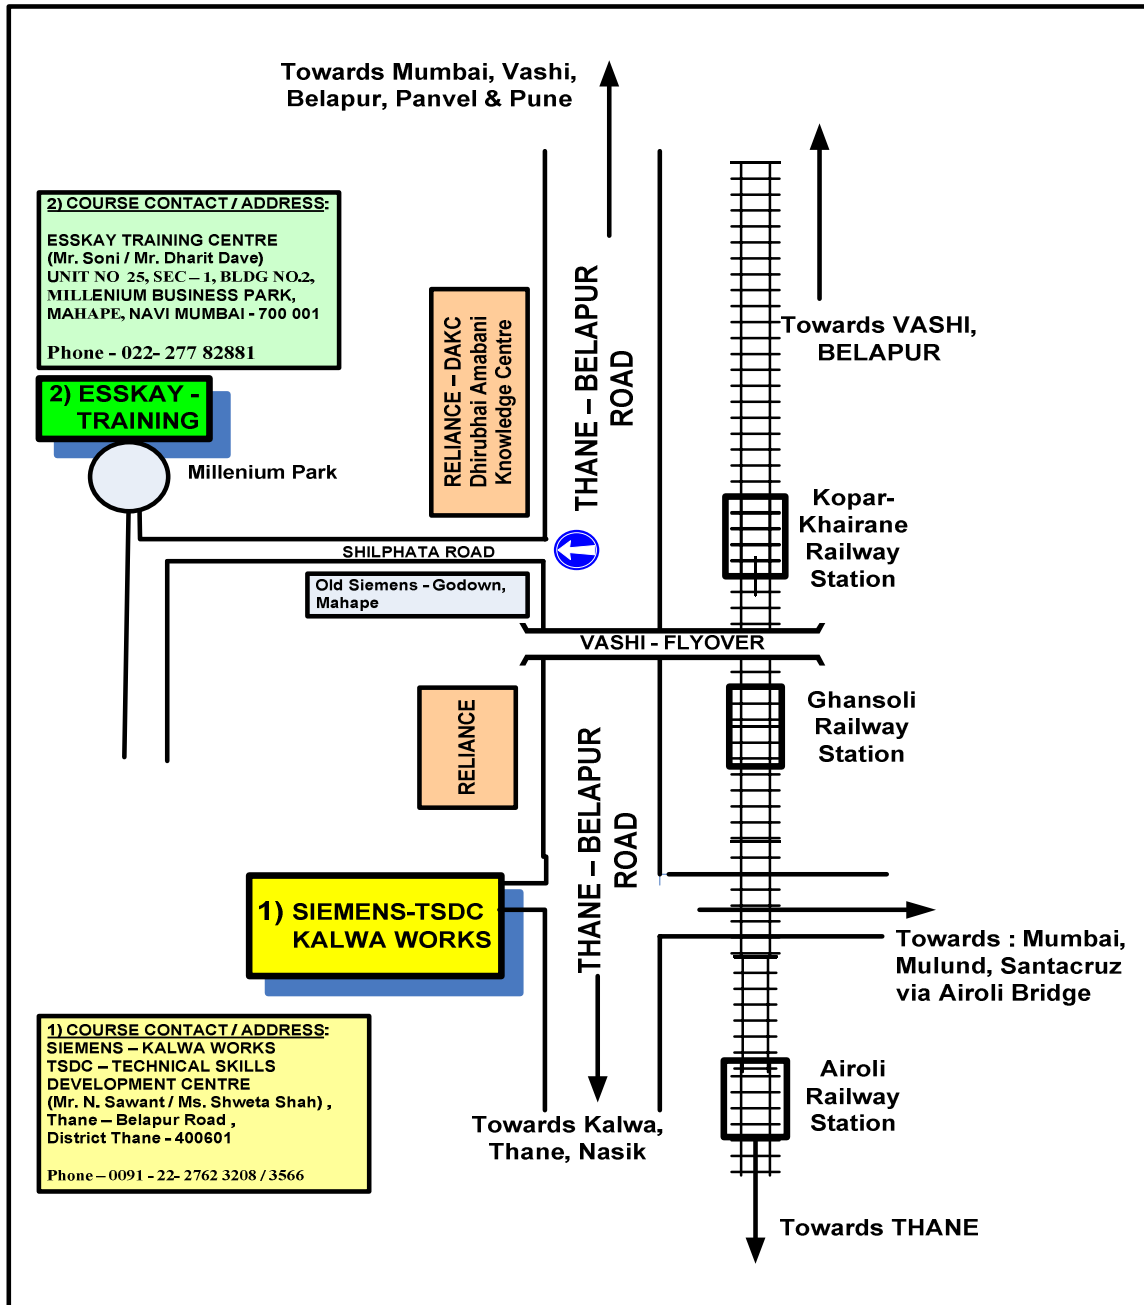 Towards Mumbai, Vashi,
Belapur, Panvel & Pune
2) COURSE CONTACT / ADDRESS:
ESSKAY TRAINING CENTRE
(Mr. Soni / Mr. Dharit Dave)
UNIT NO 25, SEC – 1, BLDG NO.2,
MILLENIUM BUSINESS PARK,
MAHAPE, NAVI MUMBAI - 700 001
Phone - 022- 277 82881
2) ESSKAY -
TRAINING
Millenium Park
RELIANCE – DAKC
Dhirubhai Amabani
Knowledge Centre
THANE – BELAPUR
ROAD
Towards VASHI,
BELAPUR
Kopar-
Khairane
Railway
Station
SHILPHATA ROAD
Old Siemens - Godown,
Mahape
VASHI - FLYOVER
RELIANCE
THANE – BELAPUR
ROAD
Ghansoli
Railway
Station
1) SIEMENS-TSDC
KALWA WORKS
Towards : Mumbai,
Mulund, Santacruz
via Airoli Bridge
1) COURSE CONTACT / ADDRESS:
SIEMENS – KALWA WORKS
TSDC – TECHNICAL SKILLS
DEVELOPMENT CENTRE
(Mr. N. Sawant / Ms. Shweta Shah) ,
Thane – Belapur Road ,
District Thane - 400601
Phone – 0091 - 22- 2762 3208 / 3566
Towards Kalwa,
Thane, Nasik
Airoli
Railway
Station
Towards THANE